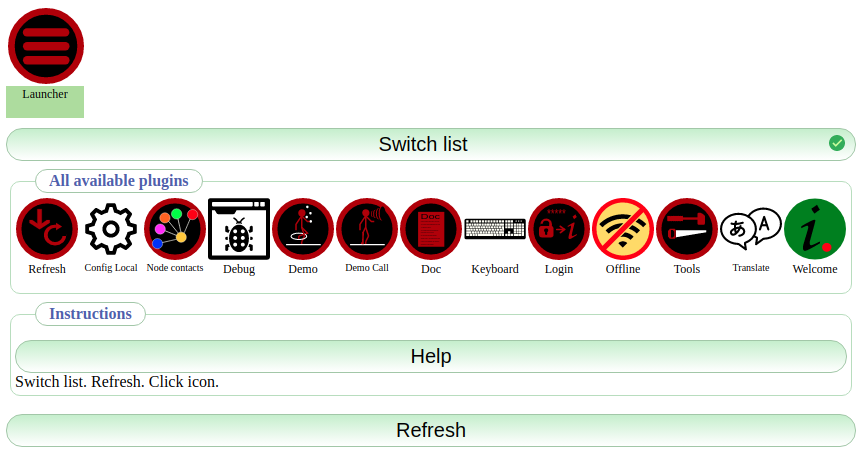 Launcher
Switch list
All available plugins
Refresh Config Local Node contacts Debug Demo Demo Call Doc Keyboard Login Offline Tools Translate Welcome
Instructions
Help
Switch list. Refresh. Click icon.
Refresh